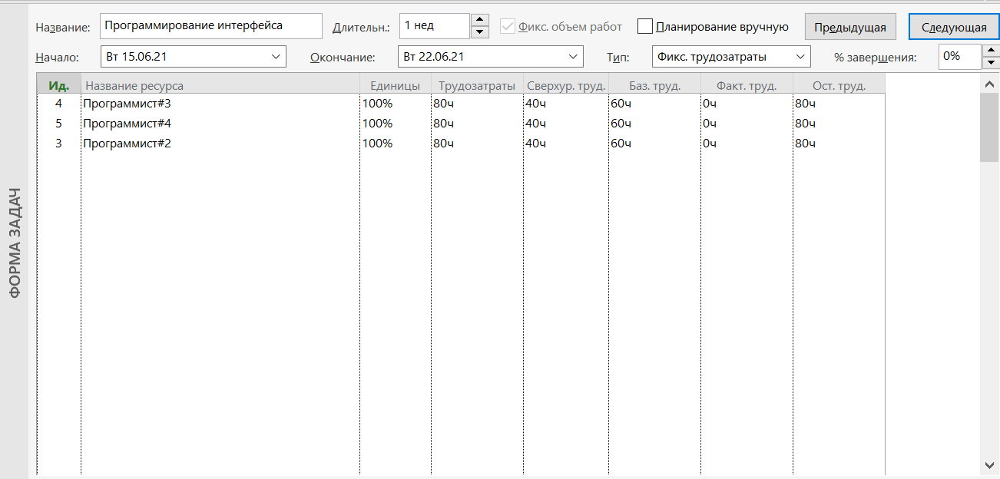 ФОРМА ЗАДАЧ
Название: Программирование интерфейса Длительн.: 1 нед Фикс. объем работ Планирование вручную Предыдущая Следующая
Начало: Вт 15.06.21 Окончание: Вт 22.06.21 Тип: Фикс. трудозатраты % завершения: 0%
Ид. Название ресурса Единицы Трудозатраты Сверхур. труд. Баз. труд. Факт. труд. Ост. труд.
4 Программист#3 100% 80ч 40ч 60ч 0ч 80ч
5 Программист#4 100% 80ч 40ч 60ч 0ч 80ч
3 Программист#2 100% 80ч 40ч 60ч 0ч 80ч